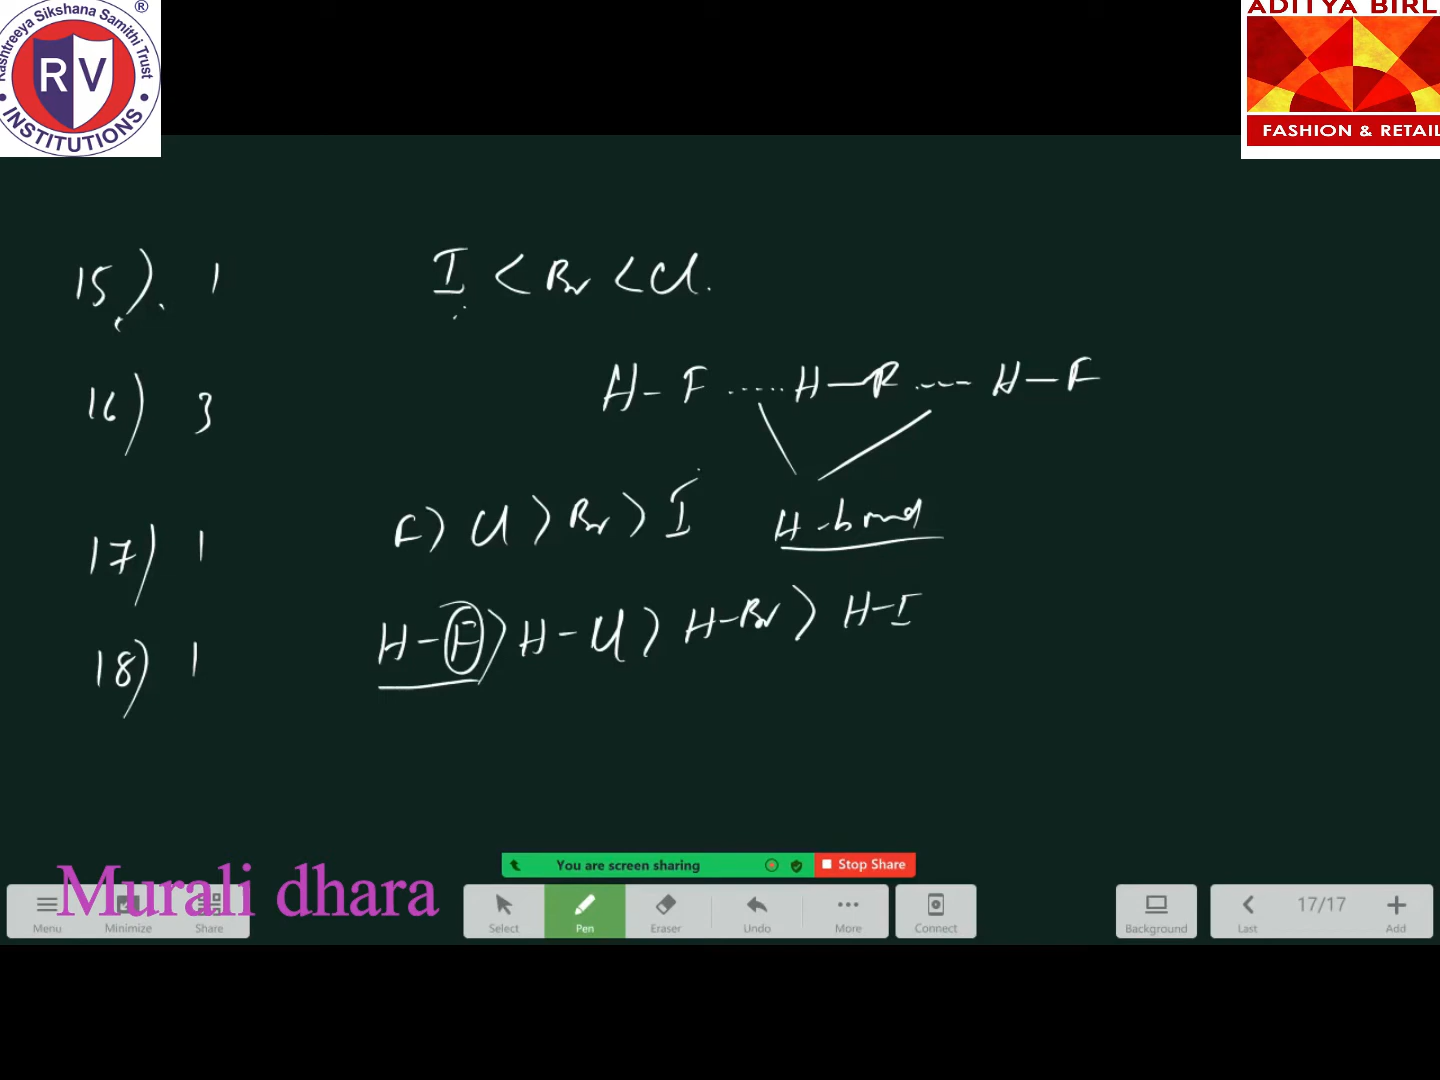 Rashtreeya Sikshana Samithi Trust
®
RV
• INSTITUTIONS •
ADITYA BIRL
FASHION & RETAIL
15) 1 I < Br < Cl.
H - F ..... H - F ---- H - F
16) 3
17) 1 F > Cl > Br > I H-bond
18) 1 H-F > H-Cl > H-Br > H-I
You are screen sharing Stop Share
Murali dhara
Menu Minimize Share Select Pen Eraser Undo More Connect Background Last 17/17 Add